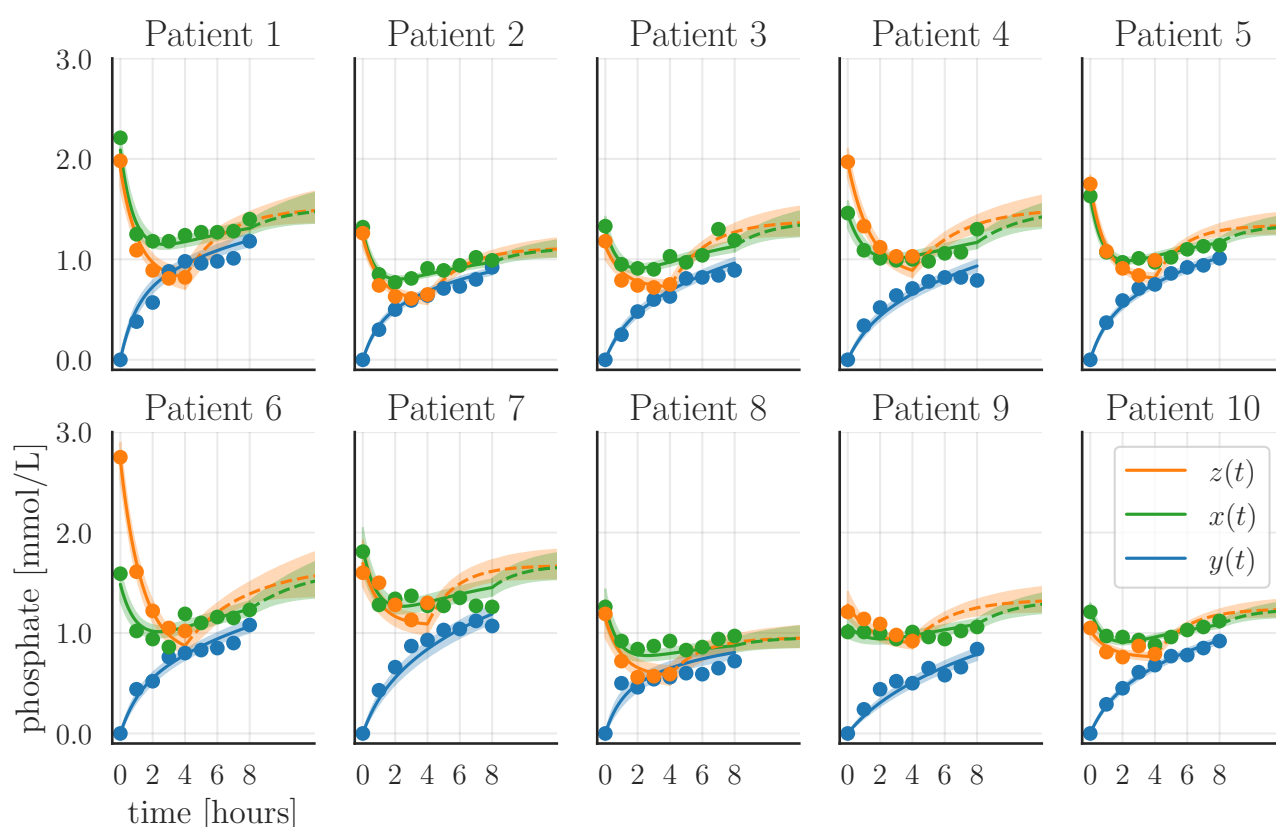 Patient 1 Patient 2 Patient 3 Patient 4 Patient 5
3.0
2.0
1.0
0.0
Patient 6 Patient 7 Patient 8 Patient 9 Patient 10
3.0
2.0
1.0
0.0
phosphate [mmol/L]
z(t)
x(t)
y(t)
0 2 4 6 8 0 2 4 6 8 0 2 4 6 8 0 2 4 6 8 0 2 4 6 8
time [hours]